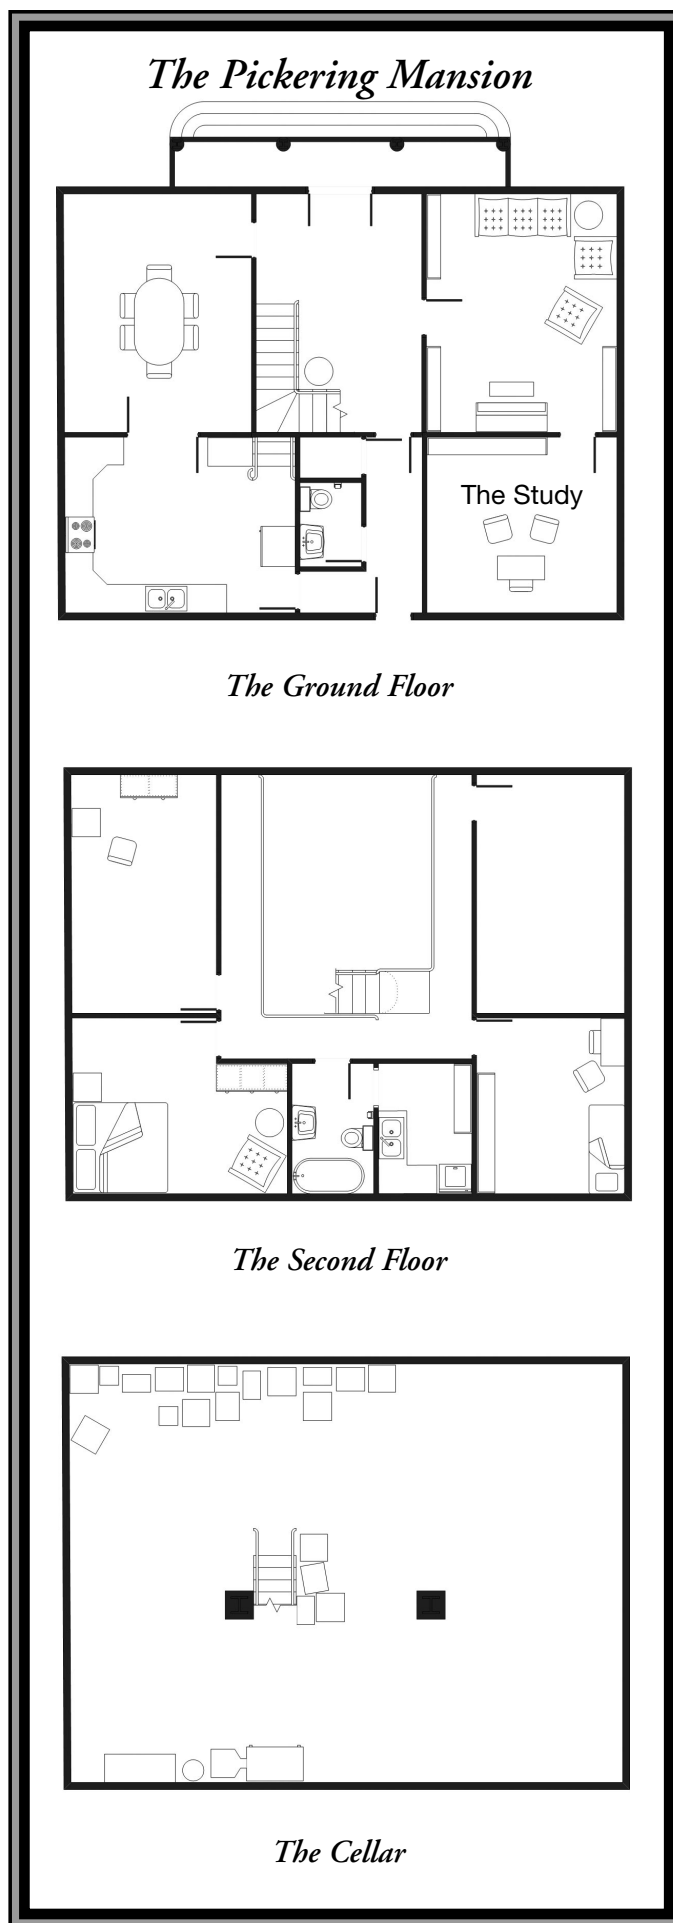 The Pickering Mansion
The Study
The Ground Floor
The Second Floor
The Cellar